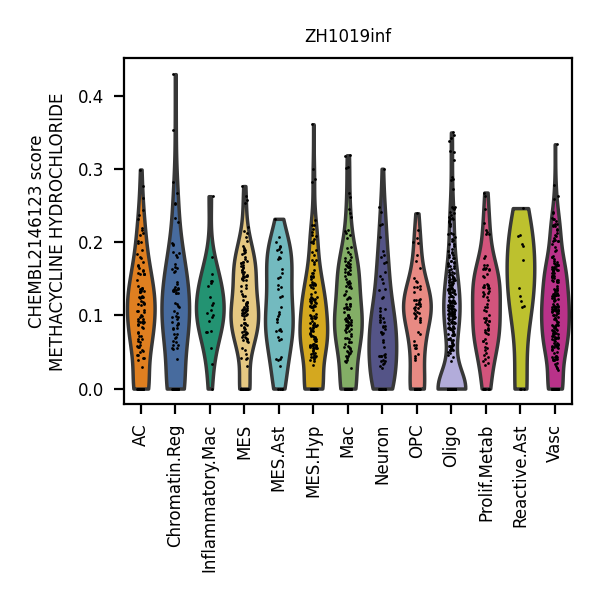 ZH1019inf
CHEMBL2146123 score
METHACYCLINE HYDROCHLORIDE
0.4
0.3
0.2
0.1
0.0
AC
Chromatin.Reg
Inflammatory.Mac
MES
MES.Ast
MES.Hyp
Mac
Neuron
OPC
Oligo
Prolif.Metab
Reactive.Ast
Vasc